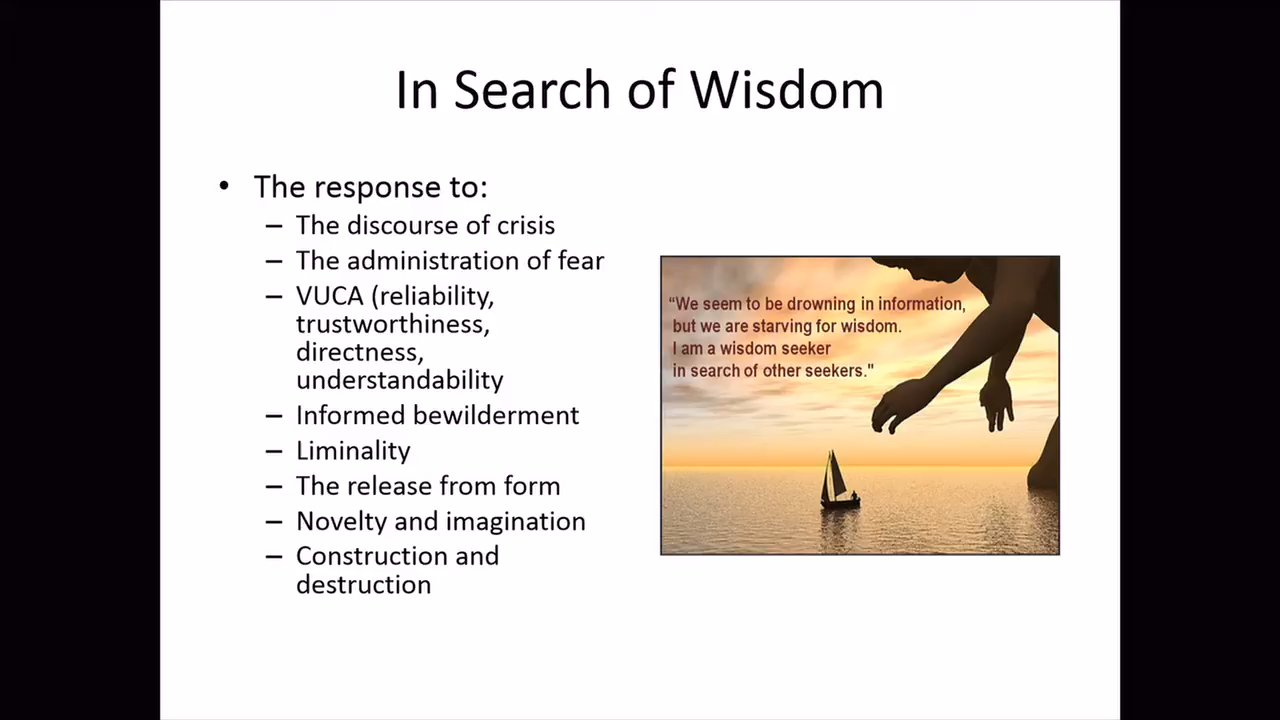 In Search of Wisdom
• The response to:
– The discourse of crisis
– The administration of fear
– VUCA (reliability,
trustworthiness,
directness,
understandability
– Informed bewilderment
– Liminality
– The release from form
– Novelty and imagination
– Construction and
destruction
“We seem to be drowning in information,
but we are starving for wisdom.
I am a wisdom seeker
in search of other seekers."